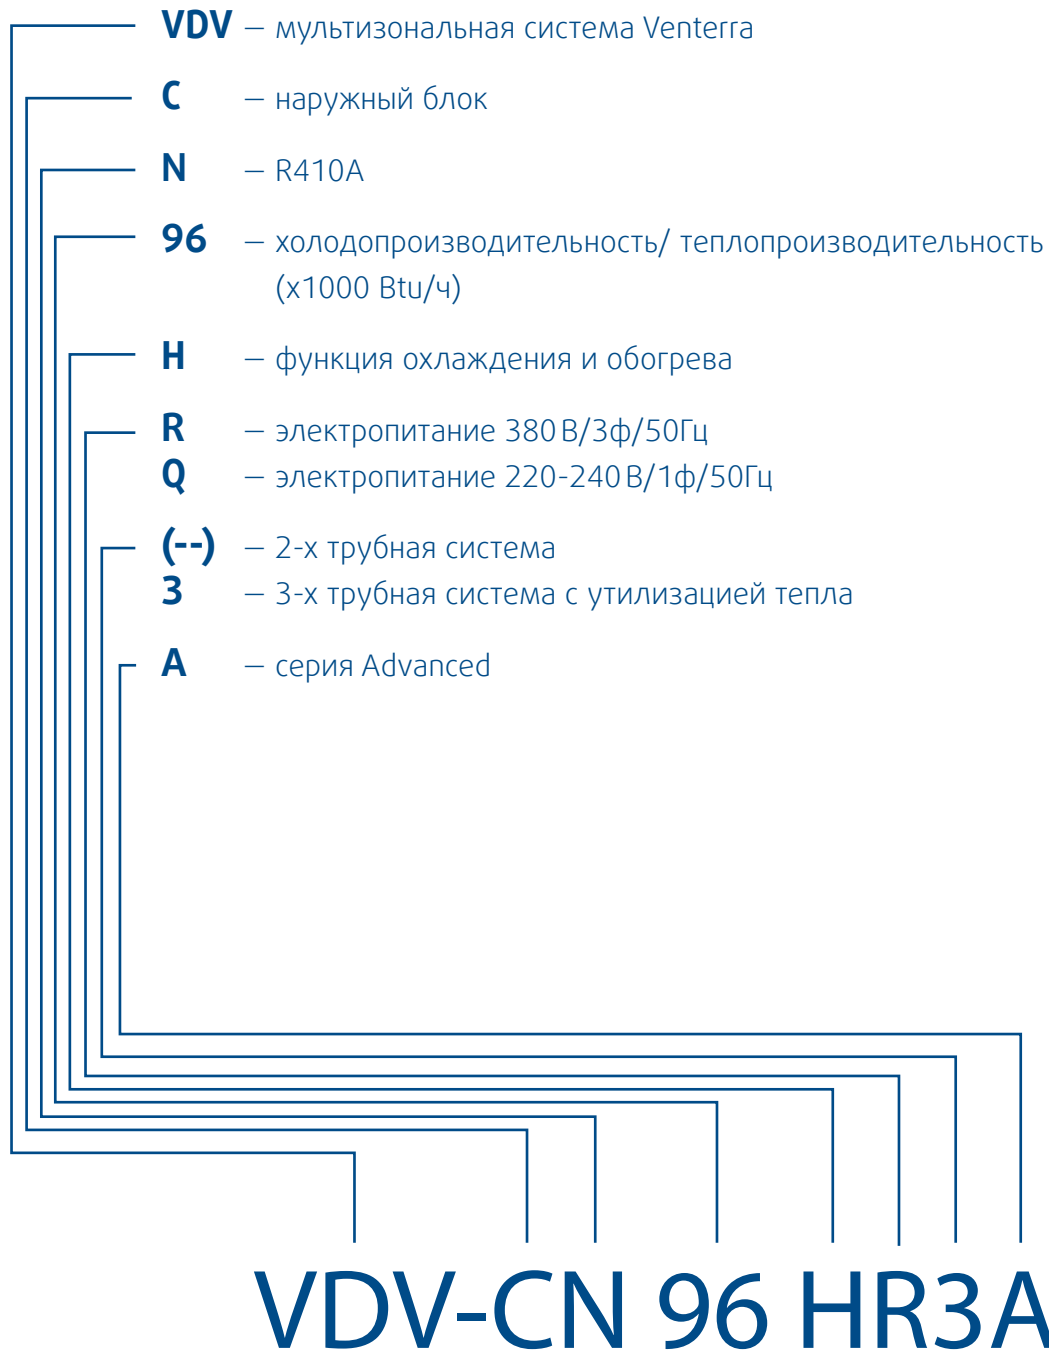 VDV – мультизональная система Venterra
C – наружный блок
N – R410A
96 – холодопроизводительность/ теплопроизводительность
(x1000 Btu/ч)
H – функция охлаждения и обогрева
R – электропитание 380 В/3ф/50Гц
Q – электропитание 220-240 В/1ф/50Гц
(--) – 2-х трубная система
3 – 3-х трубная система с утилизацией тепла
A – серия Advanced
VDV-CN 96 HR3A